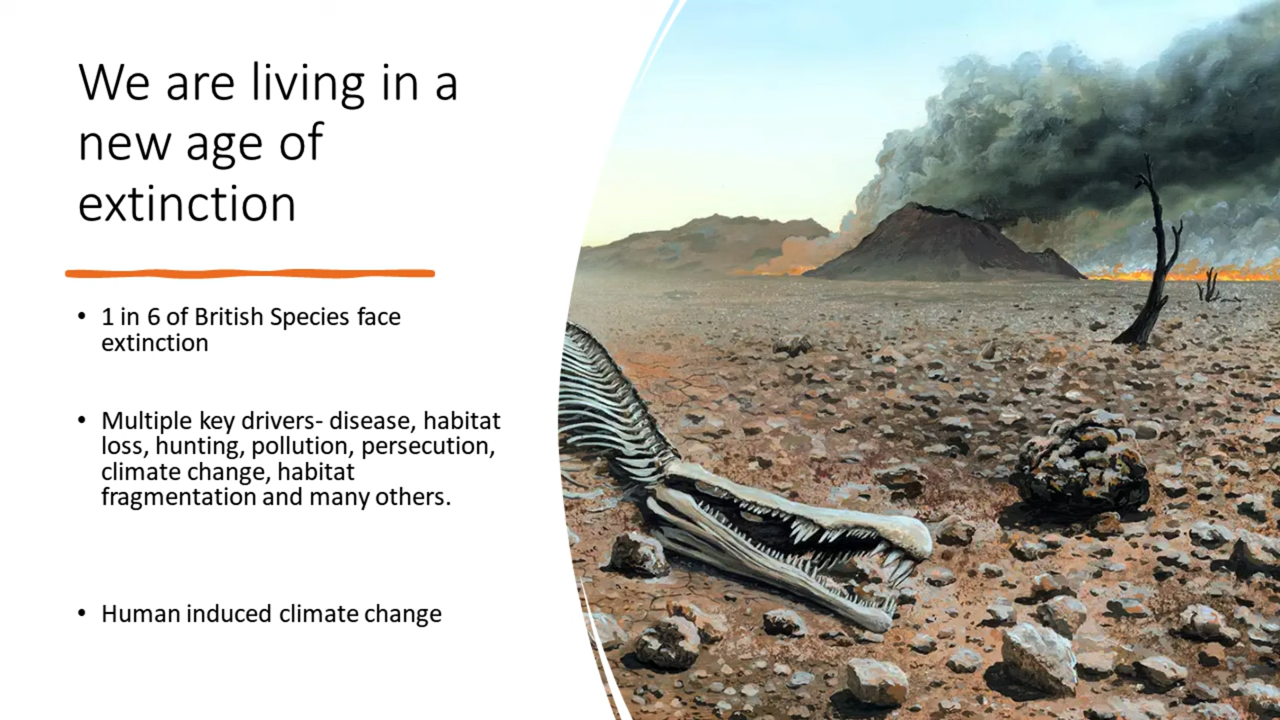 We are living in a
new age of
extinction
• 1 in 6 of British Species face
extinction
• Multiple key drivers- disease, habitat
loss, hunting, pollution, persecution,
climate change, habitat
fragmentation and many others.
• Human induced climate change